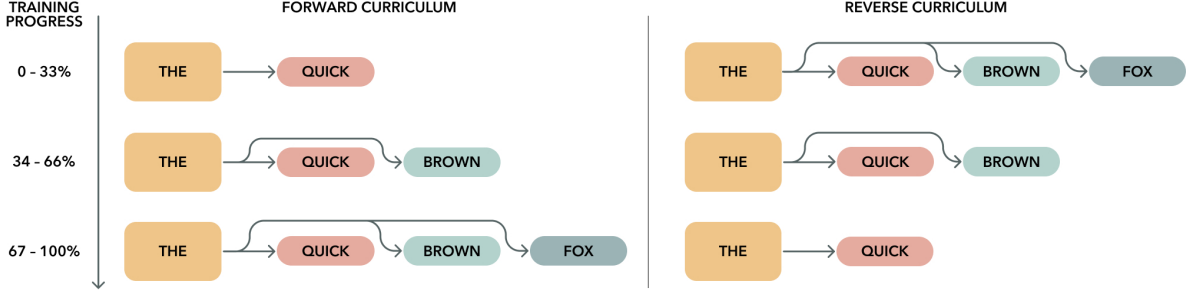 TRAINING
PROGRESS
FORWARD CURRICULUM
REVERSE CURRICULUM
0 – 33%
THE
QUICK
THE
QUICK
BROWN
FOX
34 – 66%
THE
QUICK
BROWN
THE
QUICK
BROWN
67 – 100%
THE
QUICK
BROWN
FOX
THE
QUICK